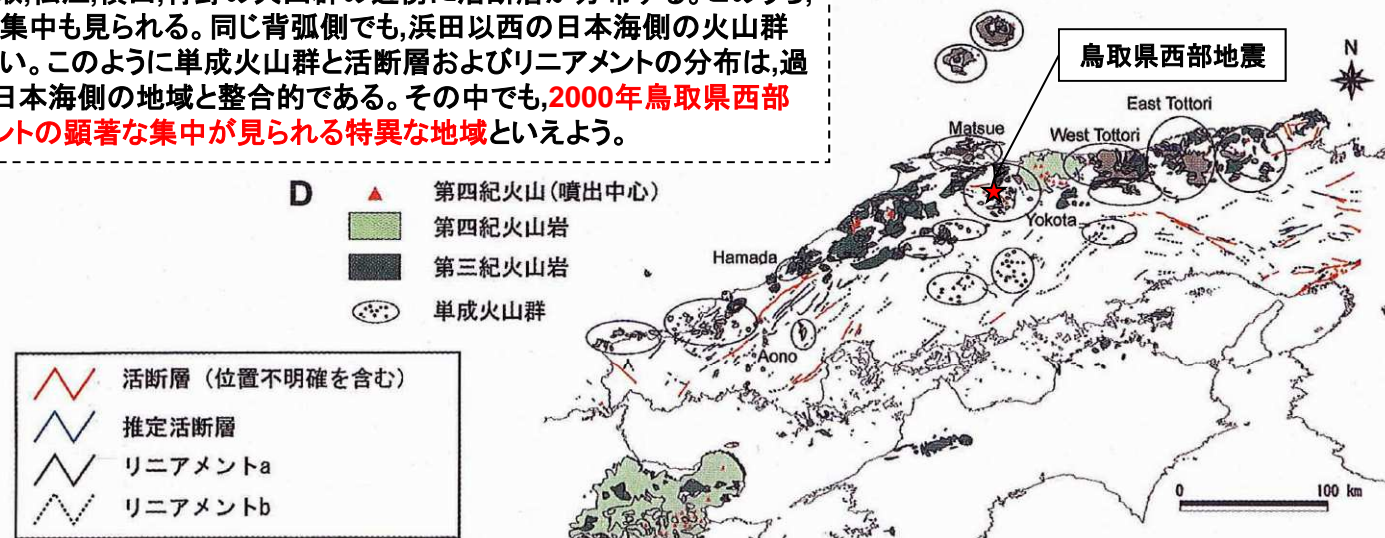 集中も見られる。同じ背弧側でも,浜田以西の日本海側の火山群
い。このように単成火山群と活断層およびリニアメントの分布は,過
日本海側の地域と整合的である。その中でも,2000年鳥取県西部
ントの顕著な集中が見られる特異な地域といえよう。
鳥取県西部地震
N
East Tottori
Matsue
West Tottori
D
第四紀火山(噴出中心)
第四紀火山岩
第三紀火山岩
単成火山群
Yokota
Hamada
Aono
活断層(位置不明確を含む)
推定活断層
リニアメントa
リニアメントb
0 100 km